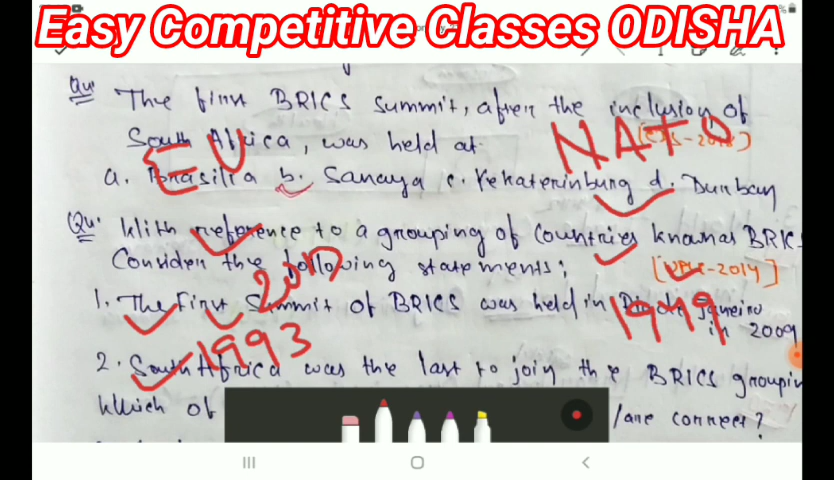 Easy Competitive Classes ODISHA
Qu: The first BRICS summit, after the inclusion of
South Africa, was held at
EU
NATO
a. Brasilia b. Sanaya c. Yekaterinburg d. Durban
Qu: With reference to a grouping of countries known as BRICS
Consider the following statements; [UPSC-2014]
2017
1. The First Summit of BRICS was held in Rio de Janeiro
in 2009
1949
1993
2. South Africa was the last to join the BRICS grouping
Which of
/are correct?